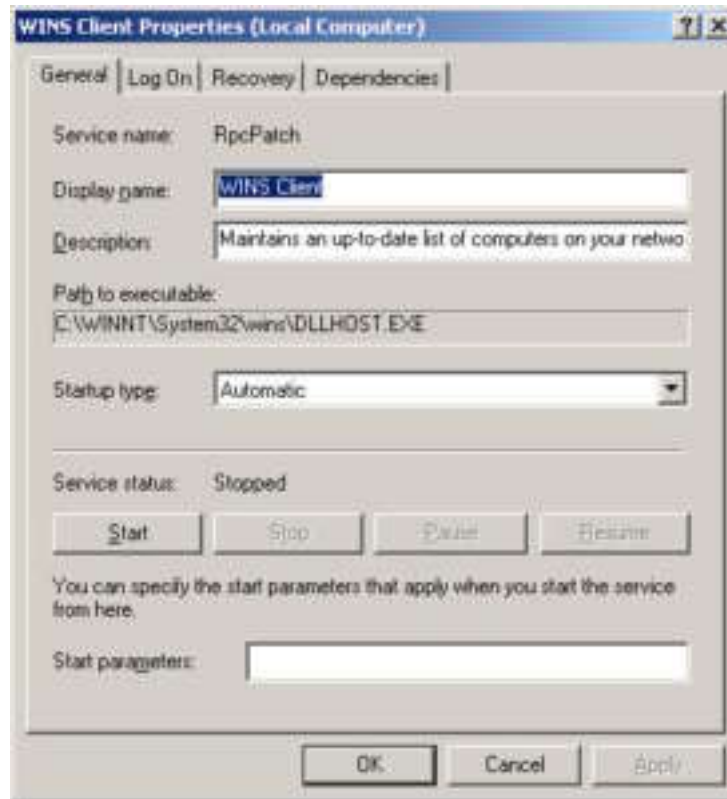 WINS Client Properties (Local Computer)
General Log On Recovery Dependencies
Service name: RpcPatch
Display name: WINS Client
Description: Maintains an up-to-date list of computers on your netwo
Path to executable:
C:\WINNT\System32\wins\DLLHOST.EXE
Startup type: Automatic
Service status: Stopped
Start Stop Pause Resume
You can specify the start parameters that apply when you start the service
from here.
Start parameters:
OK Cancel Apply